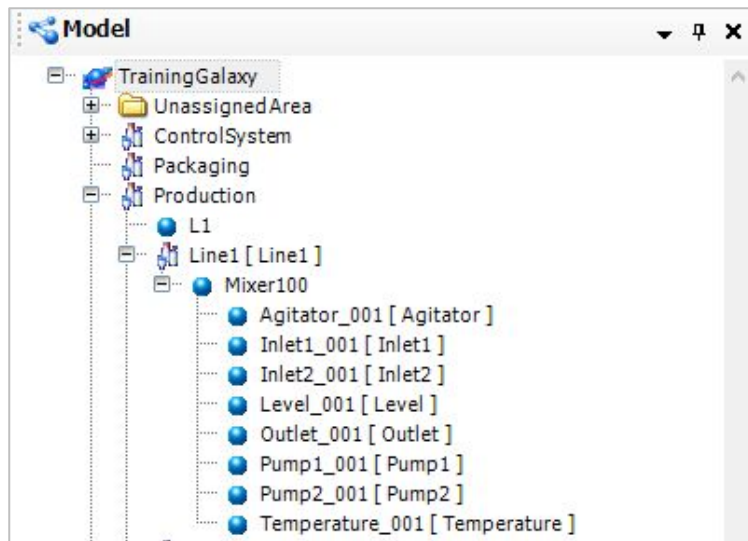 Model
TrainingGalaxy
UnassignedArea
ControlSystem
Packaging
Production
L1
Line1 [ Line1 ]
Mixer100
Agitator_001 [ Agitator ]
Inlet1_001 [ Inlet1 ]
Inlet2_001 [ Inlet2 ]
Level_001 [ Level ]
Outlet_001 [ Outlet ]
Pump1_001 [ Pump1 ]
Pump2_001 [ Pump2 ]
Temperature_001 [ Temperature ]